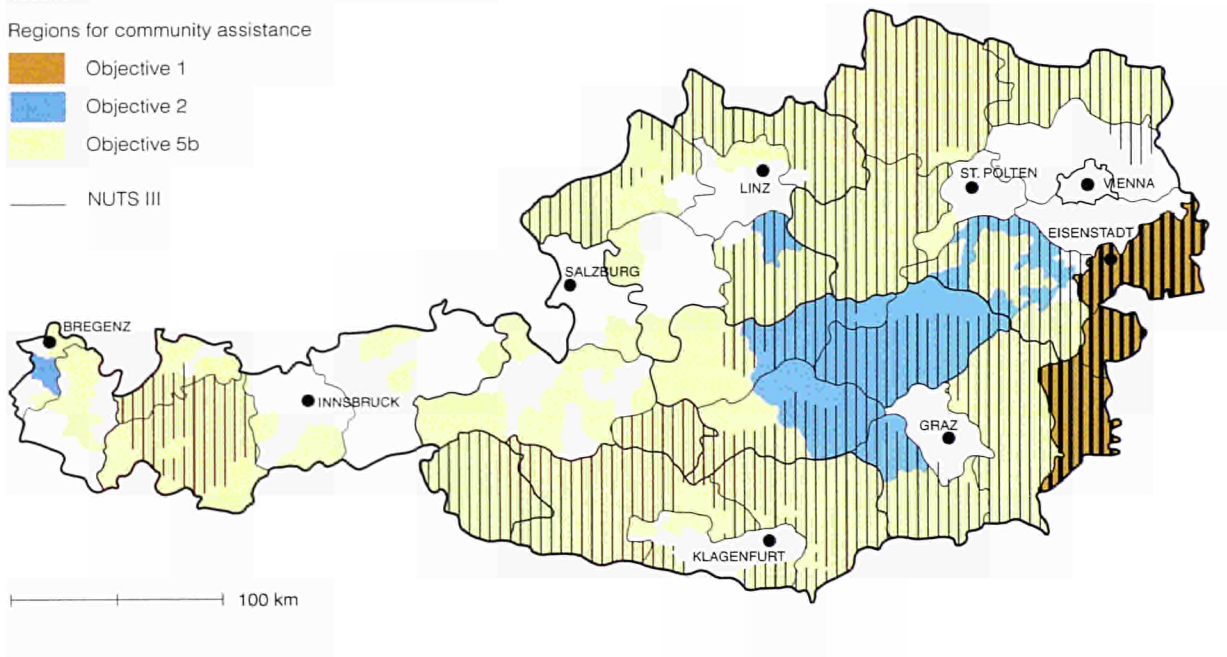 Regions for community assistance
Objective 1
Objective 2
Objective 5b
NUTS III
LINZ
ST. PÖLTEN
VIENNA
EISENSTADT
SALZBURG
BREGENZ
INNSBRUCK
GRAZ
KLAGENFURT
100 km